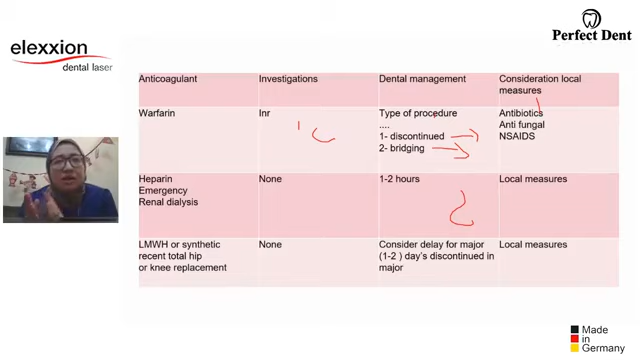 elexxion
dental laser
Perfect Dent
Anticoagulant
Investigations
Dental management
Consideration local
measures
Warfarin
Inr
Type of procedure
....
1- discontinued
2- bridging
Antibiotics
Anti fungal
NSAIDS
Heparin
Emergency
Renal dialysis
None
1-2 hours
Local measures
LMWH or synthetic
recent total hip
or knee replacement
None
Consider delay for major
(1-2 ) day's discontinued in
major
Local measures
Made
in
Germany